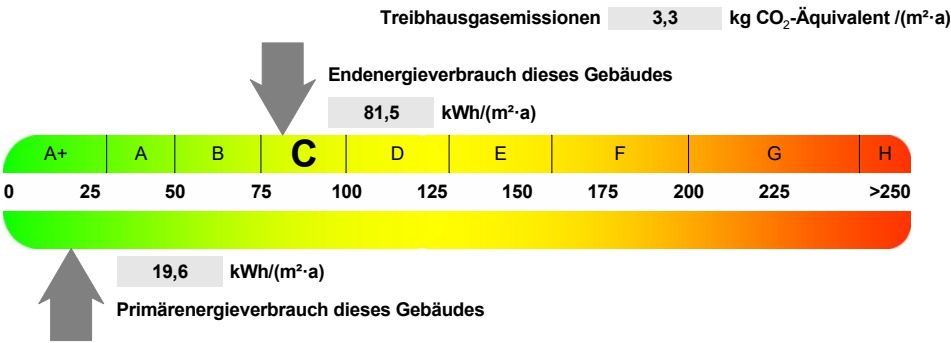 Treibhausgasemissionen 3,3 kg CO₂-Äquivalent /(m²·a)
Endenergieverbrauch dieses Gebäudes
81,5 kWh/(m²·a)
A+ A B C D E F G H
0 25 50 75 100 125 150 175 200 225 >250
19,6 kWh/(m²·a)
Primärenergieverbrauch dieses Gebäudes